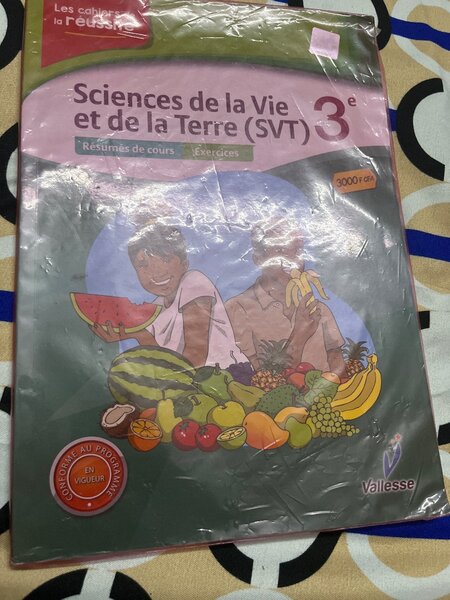 Les cahiers
la réussite
Sciences de la Vie
et de la Terre (SVT) 3e
Résumés de cours Exercices
3000 F CFA
CONFORME AU PROGRAMME
EN
VIGUEUR
Vallesse